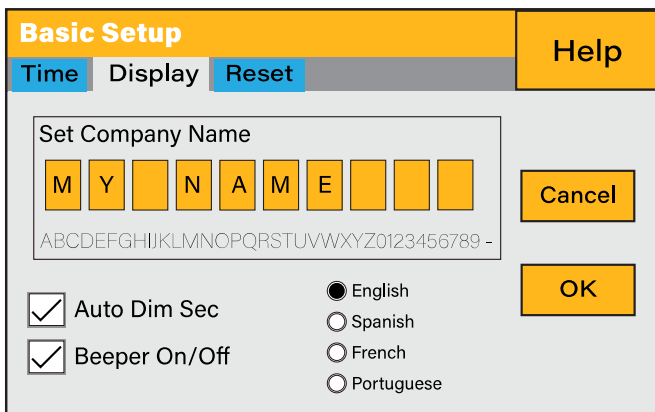 Basic Setup
Help
Time Display Reset
Set Company Name
M Y N A M E
ABCDEFGHIJKLMNOPQRSTUVWXYZ0123456789 -
Cancel
OK
Auto Dim Sec
Beeper On/Off
English
Spanish
French
Portuguese